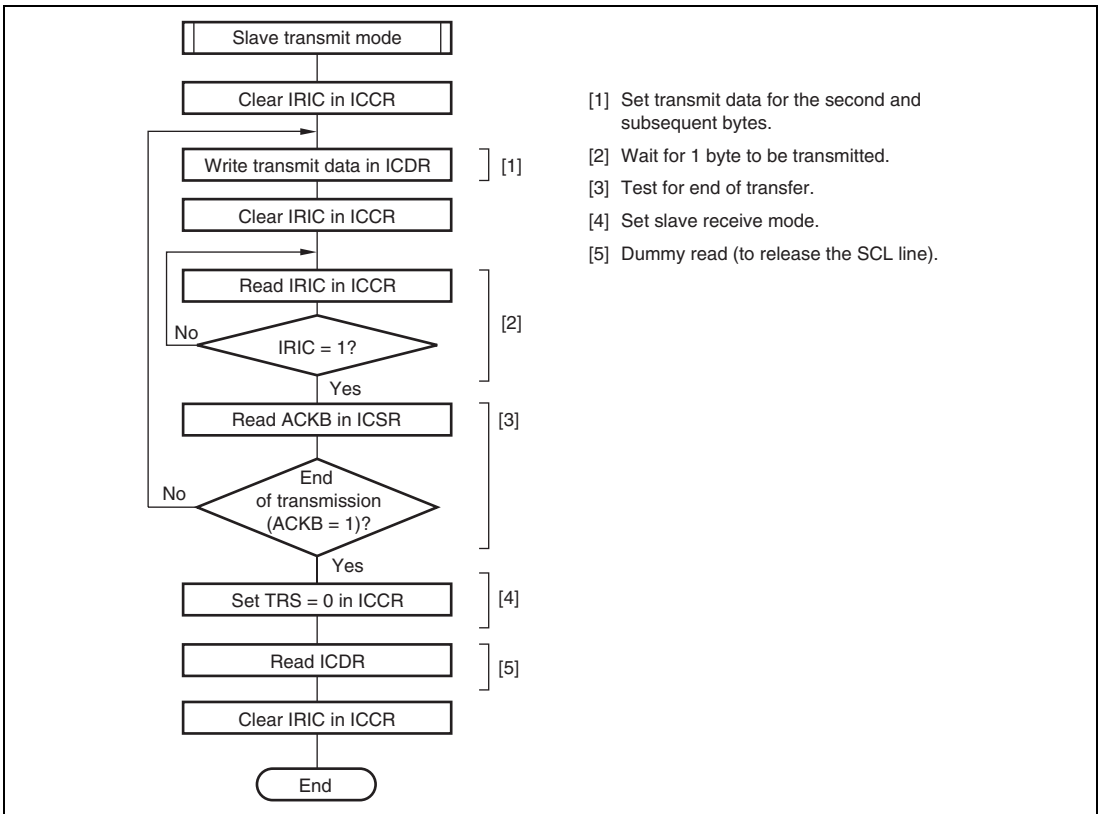 Slave transmit mode
Clear IRIC in ICCR
Write transmit data in ICDR
[1]
Clear IRIC in ICCR
Read IRIC in ICCR
[2]
No
IRIC = 1?
Yes
Read ACKB in ICSR
[3]
No
End
of transmission
(ACKB = 1)?
Yes
Set TRS = 0 in ICCR
[4]
Read ICDR
[5]
Clear IRIC in ICCR
End
[1] Set transmit data for the second and
subsequent bytes.
[2] Wait for 1 byte to be transmitted.
[3] Test for end of transfer.
[4] Set slave receive mode.
[5] Dummy read (to release the SCL line).